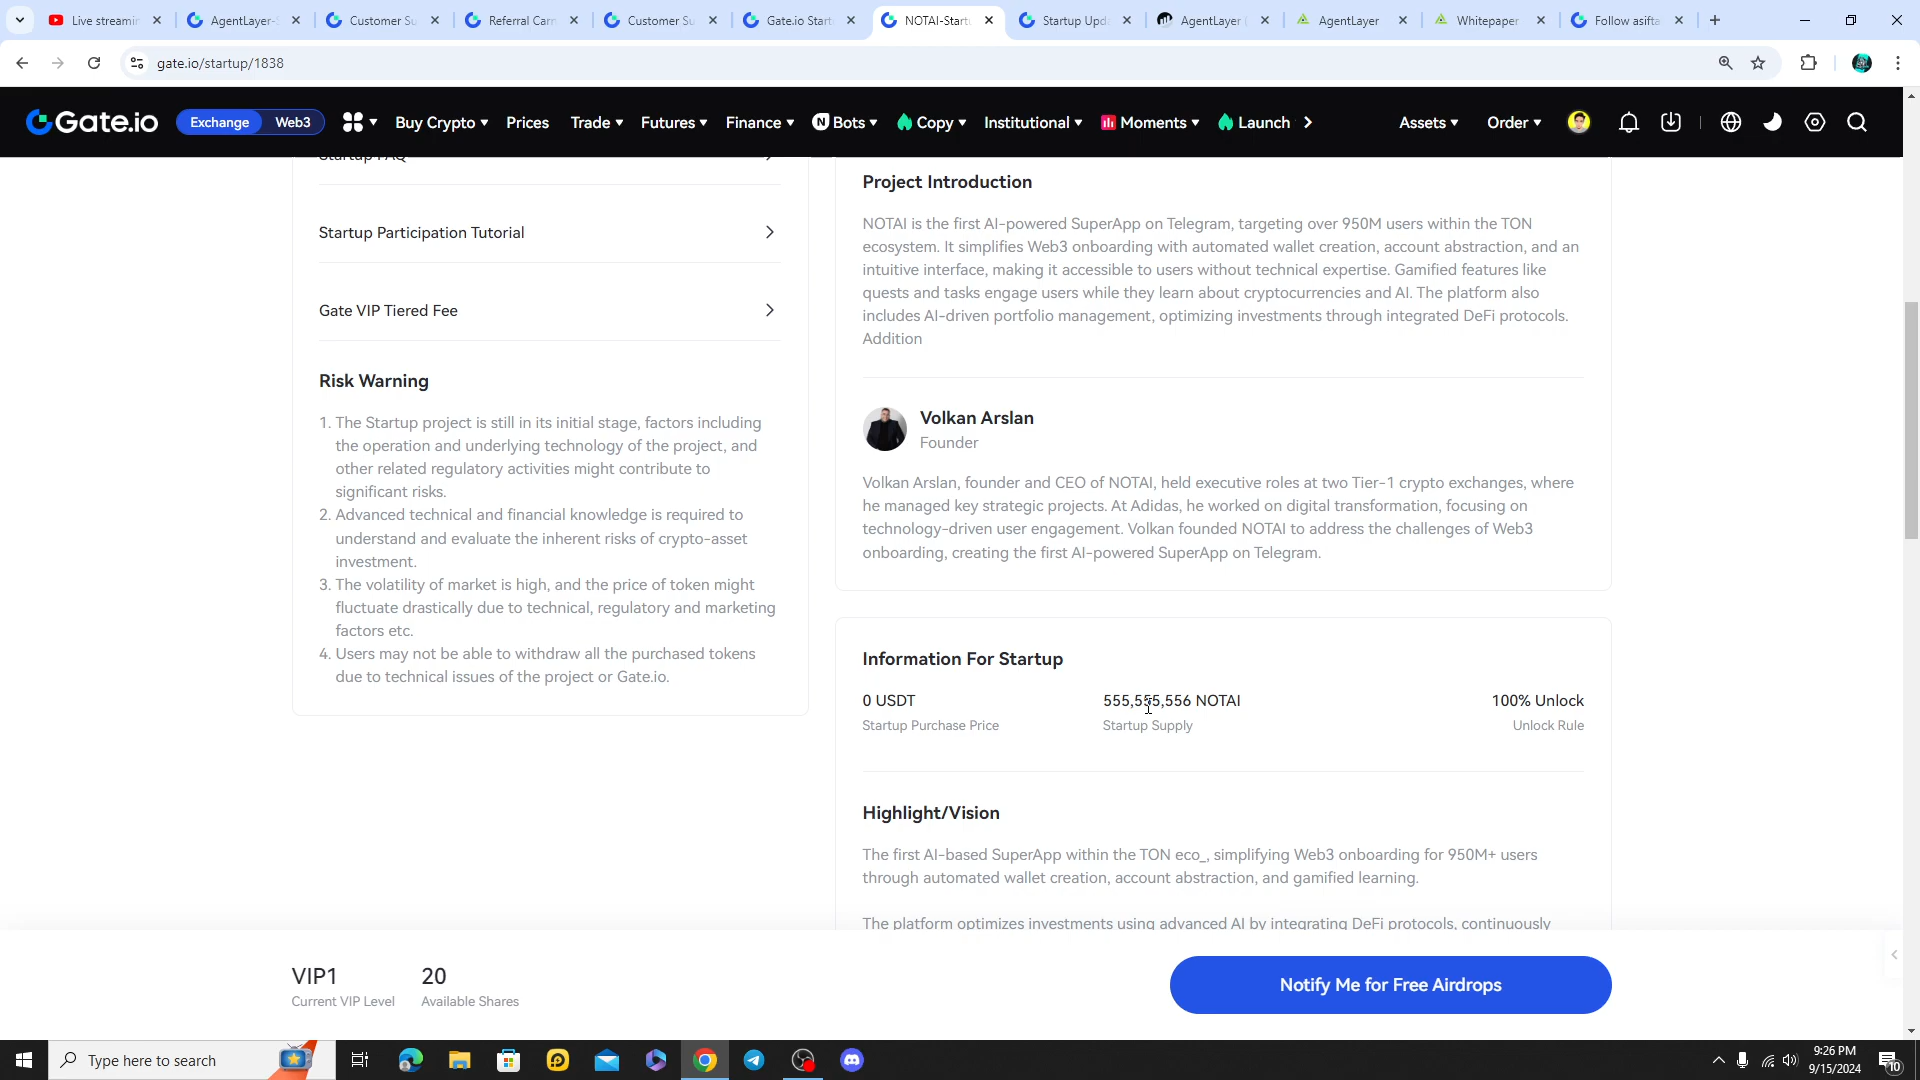 Live streamin
AgentLayer-S
Customer Su
Referral Cam
Customer Su
Gate.io Start
NOTAI-Startu
Startup Upda
AgentLayer (
AgentLayer
Whitepaper
Follow asifta
gate.io/startup/1838
Gate.io
Exchange
Web3
Buy Crypto
Prices
Trade
Futures
Finance
Bots
Copy
Institutional
Moments
Launch
Assets
Order
Startup FAQ
Startup Participation Tutorial
Gate VIP Tiered Fee
Risk Warning
1. The Startup project is still in its initial stage, factors including
the operation and underlying technology of the project, and
other related regulatory activities might contribute to
significant risks.
2. Advanced technical and financial knowledge is required to
understand and evaluate the inherent risks of crypto-asset
investment.
3. The volatility of market is high, and the price of token might
fluctuate drastically due to technical, regulatory and marketing
factors etc.
4. Users may not be able to withdraw all the purchased tokens
due to technical issues of the project or Gate.io.
Project Introduction
NOTAI is the first AI-powered SuperApp on Telegram, targeting over 950M users within the TON
ecosystem. It simplifies Web3 onboarding with automated wallet creation, account abstraction, and an
intuitive interface, making it accessible to users without technical expertise. Gamified features like
quests and tasks engage users while they learn about cryptocurrencies and AI. The platform also
includes AI-driven portfolio management, optimizing investments through integrated DeFi protocols.
Addition
Volkan Arslan
Founder
Volkan Arslan, founder and CEO of NOTAI, held executive roles at two Tier-1 crypto exchanges, where
he managed key strategic projects. At Adidas, he worked on digital transformation, focusing on
technology-driven user engagement. Volkan founded NOTAI to address the challenges of Web3
onboarding, creating the first AI-powered SuperApp on Telegram.
Information For Startup
0 USDT
555,555,556 NOTAI
100% Unlock
Startup Purchase Price
Startup Supply
Unlock Rule
Highlight/Vision
The first AI-based SuperApp within the TON eco_, simplifying Web3 onboarding for 950M+ users
through automated wallet creation, account abstraction, and gamified learning.
The platform optimizes investments using advanced AI by integrating DeFi protocols, continuously
VIP1
20
Current VIP Level
Available Shares
Notify Me for Free Airdrops
Type here to search
9:26 PM
9/15/2024
10